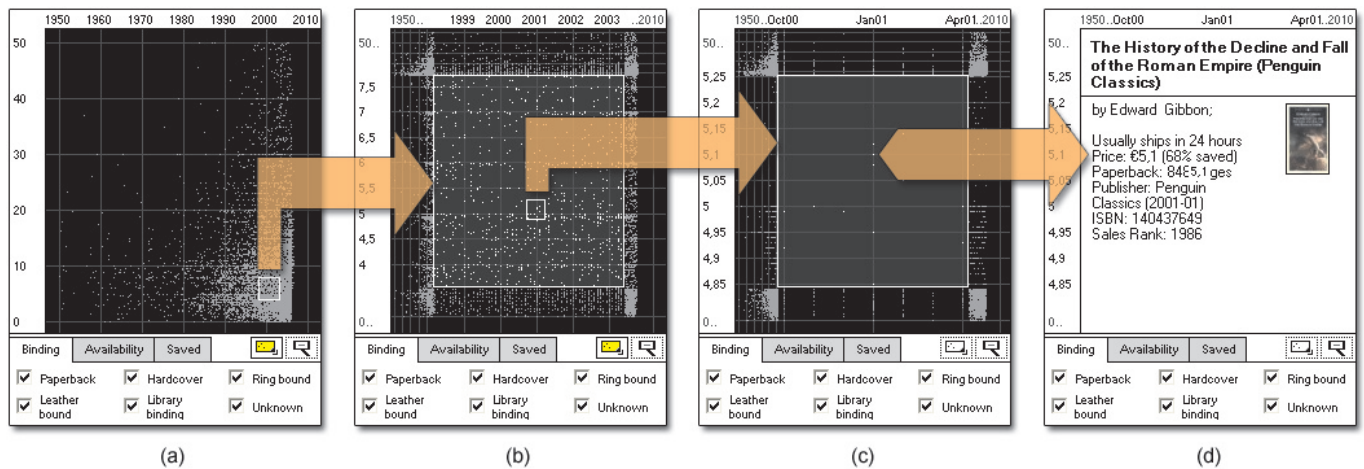 1950 1960 1970 1980 1990 2000 2010
50
40
30
20
10
0
Binding Availability Saved
Paperback Hardcover Ring bound
Leather bound Library binding Unknown
(a)
1950.. 1999 2000 2001 2002 2003 ..2010
50..
7,5
7
6,5
6
5,5
5
4,5
4
0..
Binding Availability Saved
Paperback Hardcover Ring bound
Leather bound Library binding Unknown
(b)
1950..Oct00 Jan01 Apr01..2010
50..
5,25
5,2
5,15
5,1
5,05
5
4,95
4,9
4,85
0..
Binding Availability Saved
Paperback Hardcover Ring bound
Leather bound Library binding Unknown
(c)
1950..Oct00 Jan01 Apr01..2010
50..
5,25
5,2
5,15
5,1
5,05
5
4,95
4,9
4,85
0..
The History of the Decline and Fall
of the Roman Empire (Penguin
Classics)
by Edward Gibbon;
Usually ships in 24 hours
Price: €5,1 (68% saved)
Paperback:
Publisher: Penguin
Classics (2001-01)
ISBN: 140437649
Sales Rank: 1986
Binding Availability Saved
Paperback Hardcover Ring bound
Leather bound Library binding Unknown
(d)